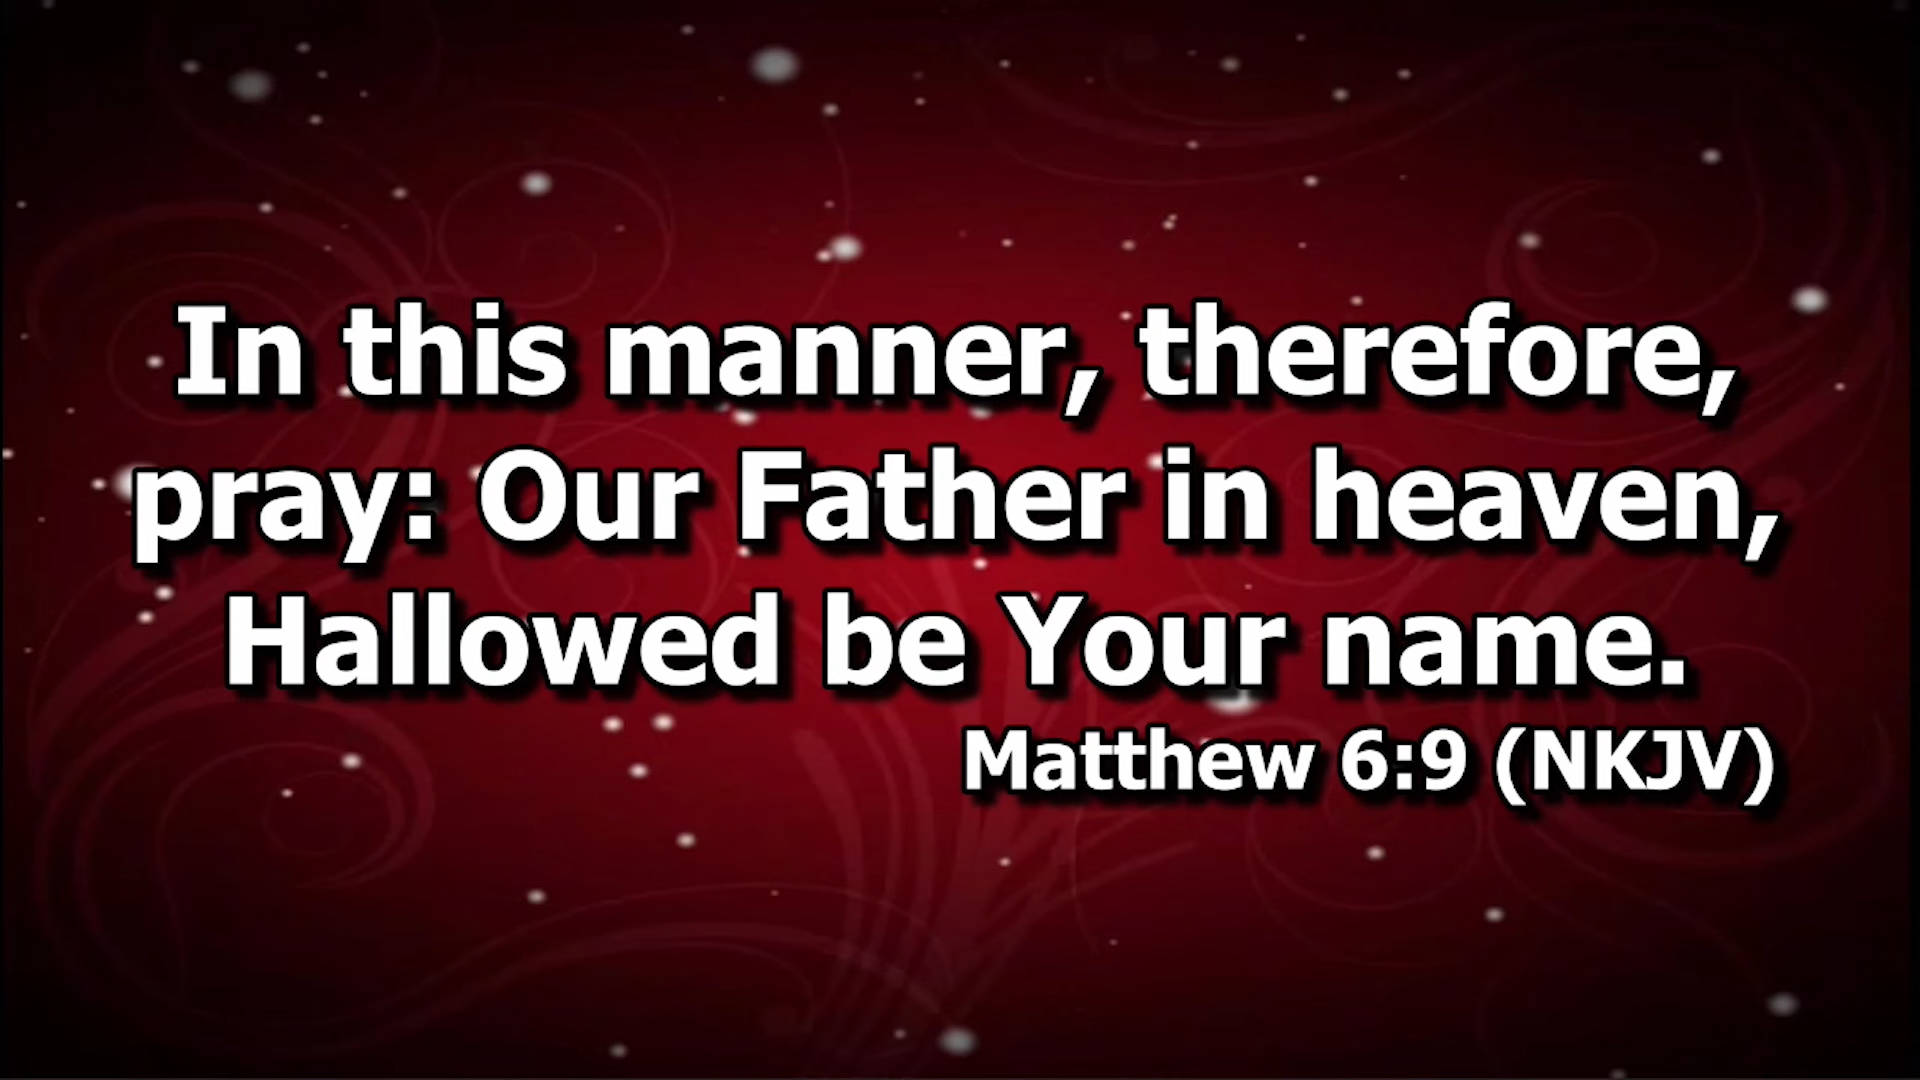 In this manner, therefore,
pray: Our Father in heaven,
Hallowed be Your name.
Matthew 6:9 (NKJV)